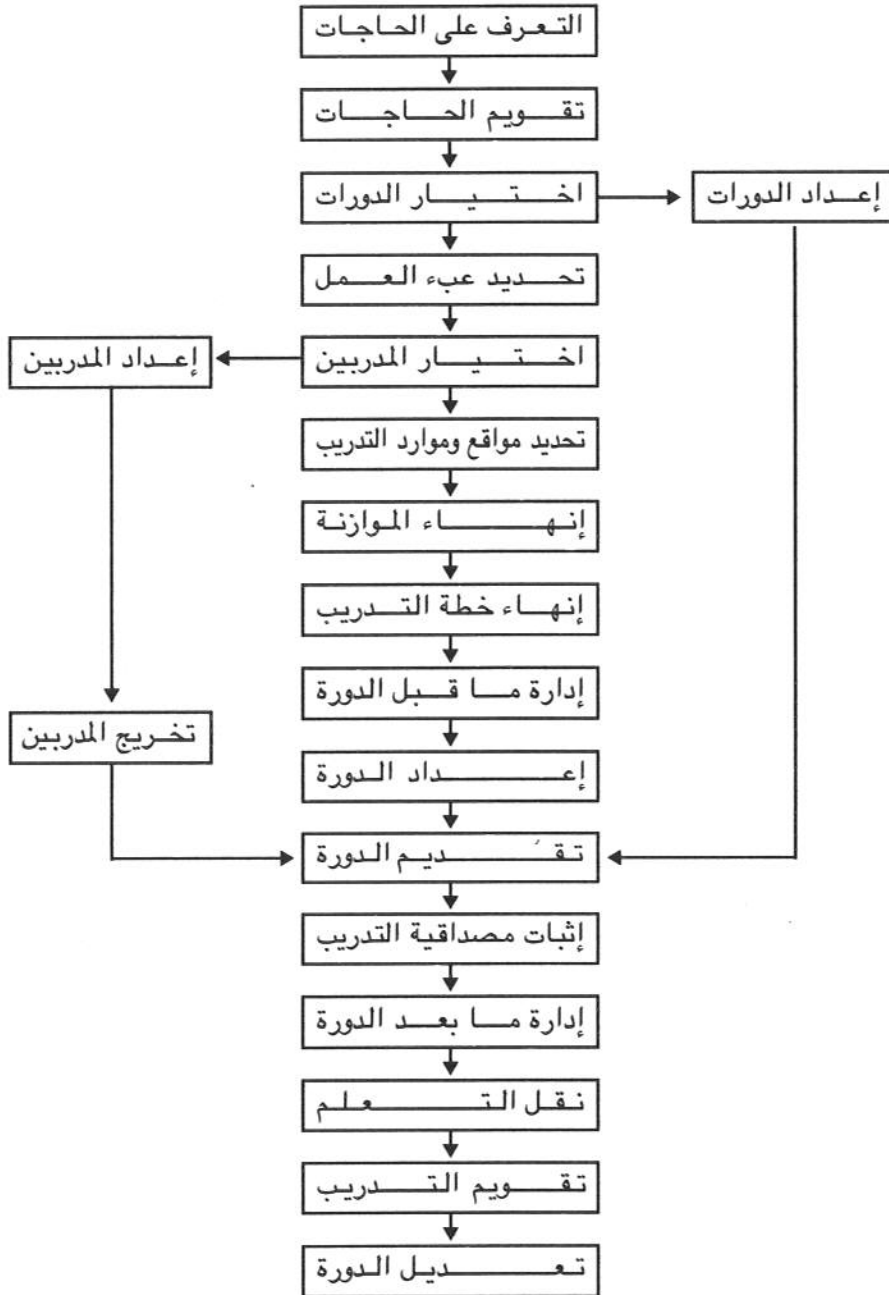 التعرف على الحاجات
تقويم الحاجات
اختيار الدورات
إعداد الدورات
تحديد عبء العمل
اختيار المدربين
إعداد المدربين
تحديد مواقع وموارد التدريب
إنهاء الموازنة
إنهاء خطة التدريب
إدارة ما قبل الدورة
تخريج المدربين
إعداد الدورة
تقديم الدورة
إثبات مصداقية التدريب
إدارة ما بعد الدورة
نقل التعلم
تقويم التدريب
تعديل الدورة